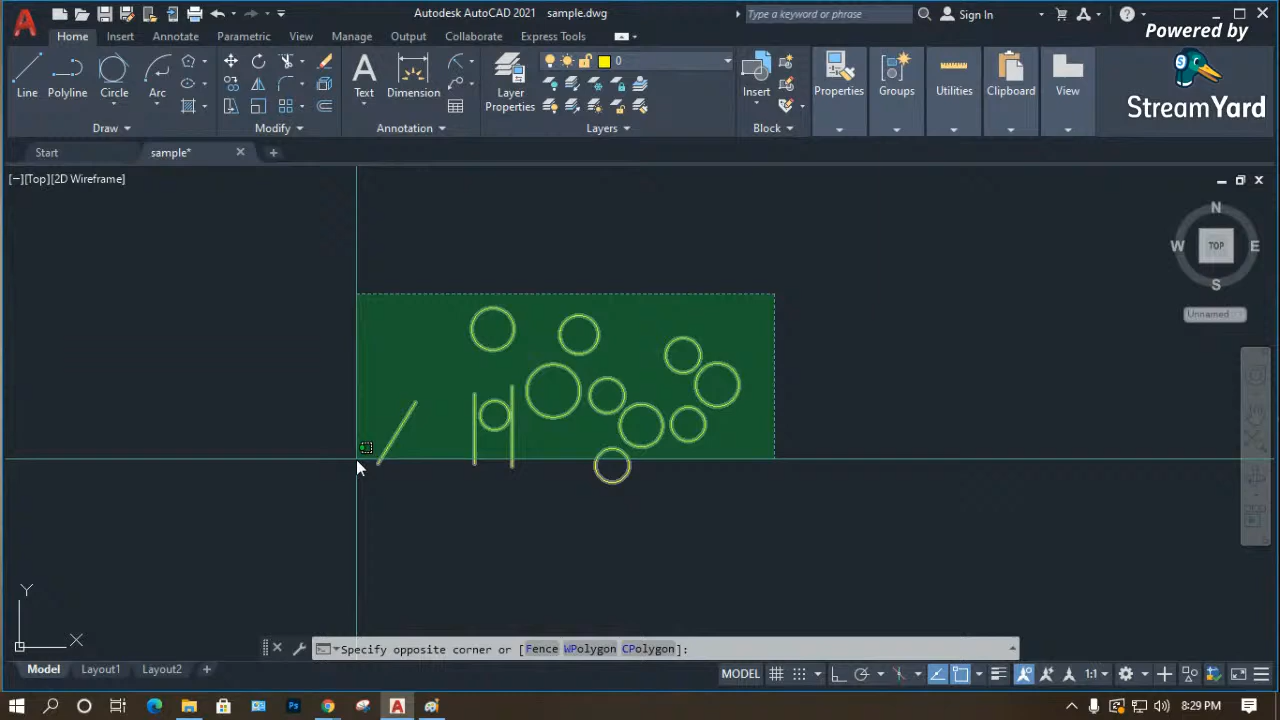 Autodesk AutoCAD 2021 sample.dwg
Type a keyword or phrase
Sign In
Powered by
StreamYard
Home Insert Annotate Parametric View Manage Output Collaborate Express Tools
Line Polyline Circle Arc
Draw
Modify
Text Dimension
Annotation
Layer Properties
0
Layers
Insert
Block
Properties
Groups
Utilities
Clipboard
View
Start sample*
[−][Top][2D Wireframe]
N
W TOP E
S
Unnamed
Y
X
Specify opposite corner or [Fence WPolygon CPolygon]:
Model Layout1 Layout2 +
MODEL 1:1
Ps
8:29 PM